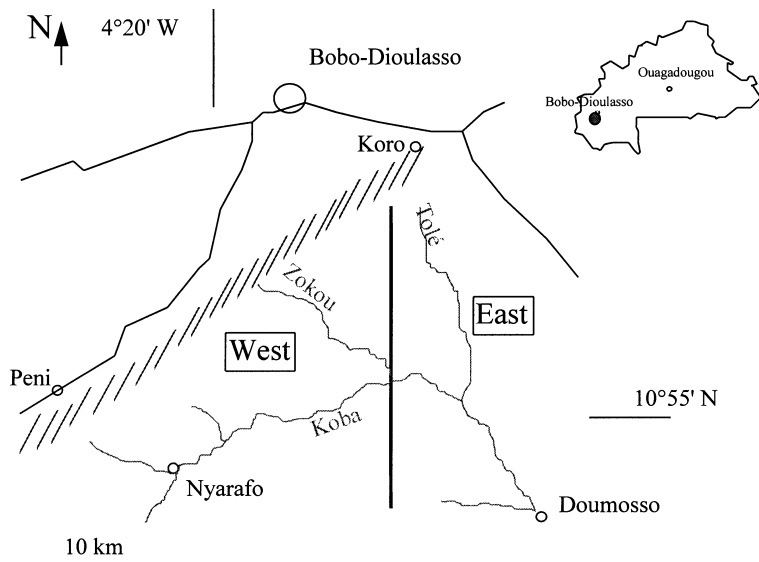 N
4°20' W
Bobo-Dioulasso
Ouagadougou
Bobo-Dioulasso
Koro
Tolé
Zokou
East
West
Peni
10°55' N
Koba
Nyarafo
Doumosso
10 km